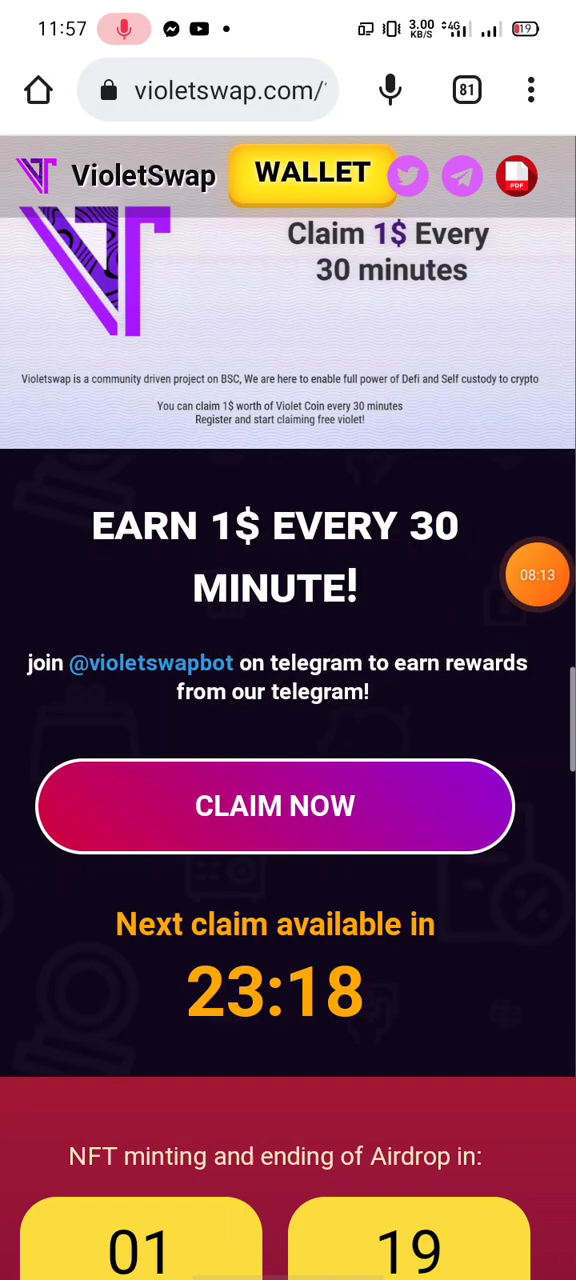 11:57
3.00
KB/S
4G
19
violetswap.com/
81
VioletSwap
WALLET
PDF
Claim 1$ Every
30 minutes
Violetswap is a community driven project on BSC, We are here to enable full power of Defi and Self custody to crypto
You can claim 1$ worth of Violet Coin every 30 minutes
Register and start claiming free violet!
EARN 1$ EVERY 30
MINUTE!
08:13
join @violetswapbot on telegram to earn rewards
from our telegram!
CLAIM NOW
Next claim available in
23:18
NFT minting and ending of Airdrop in:
01
19